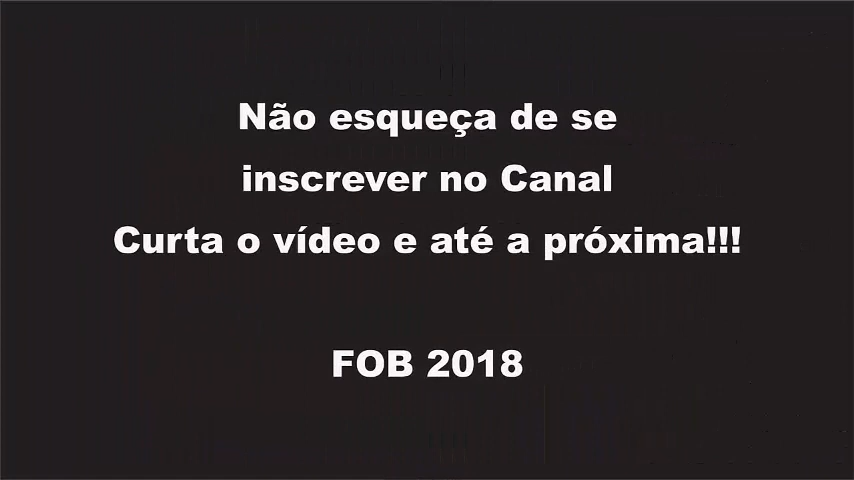 Não esqueça de se
inscrever no Canal
Curta o vídeo e até a próxima!!!
FOB 2018